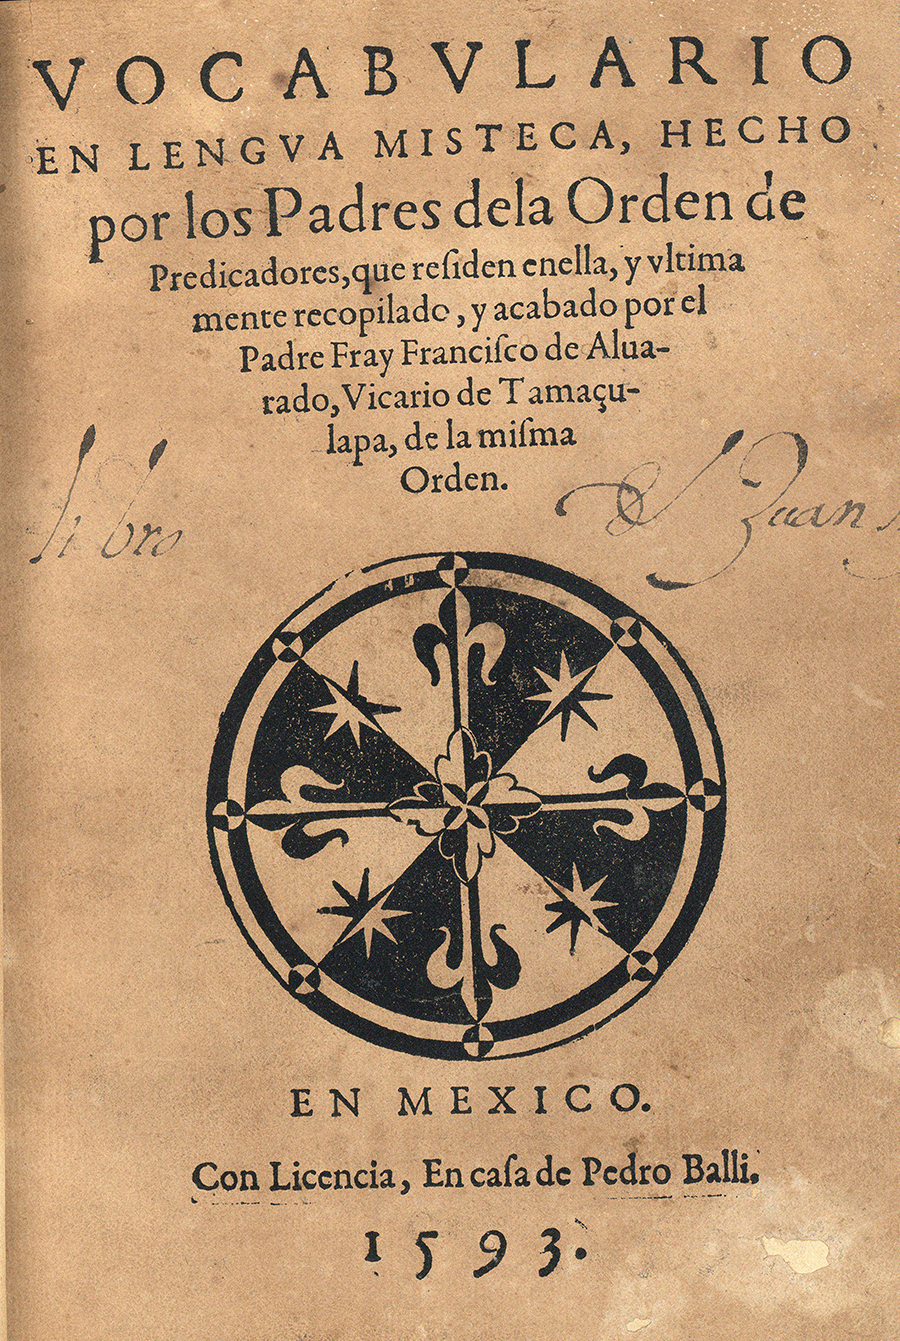 VOCABVLARIO
EN LENGVA MISTECA, HECHO
por los Padres dela Orden de
Predicadores,que reſiden enella, y vltima
mente recopilado, y acabado por el
Padre Fray Franciſco de Alua-
rado, Vicario de Tamaçu-
lapa, de la miſma
Orden.
libro
Juan
EN MEXICO.
Con Licencia, En caſa de Pedro Balli.
1593.